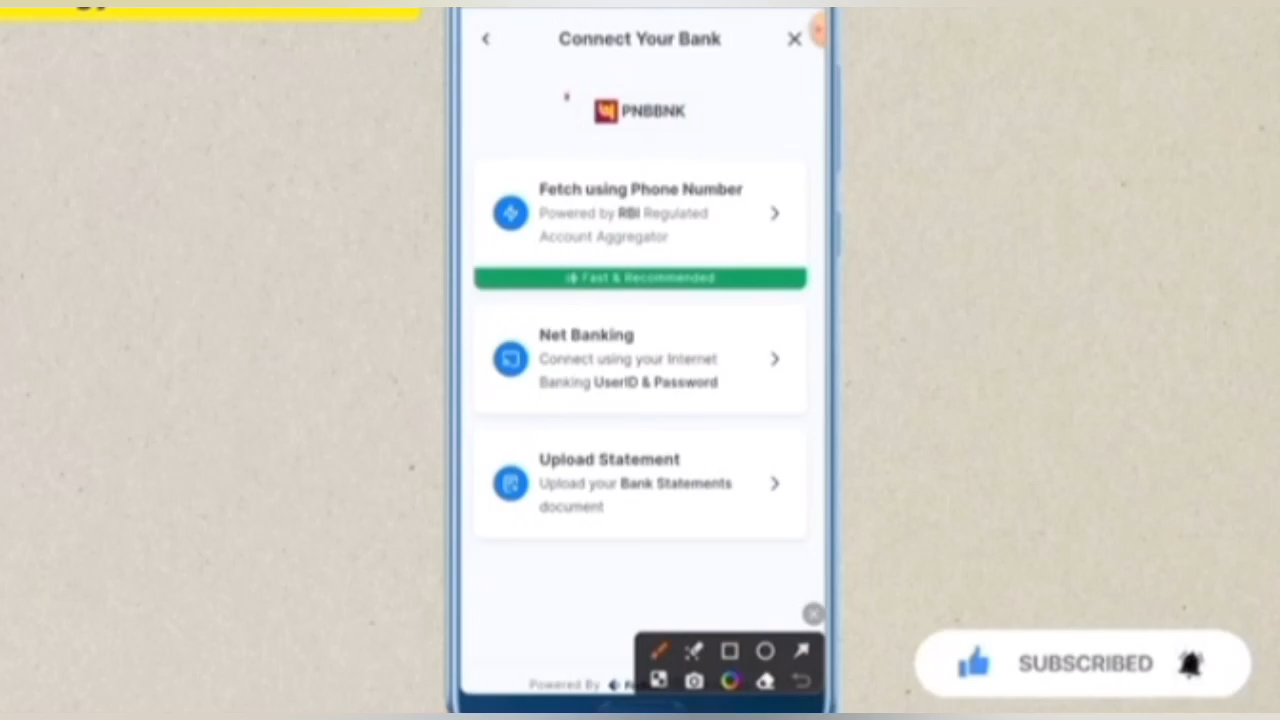 Connect Your Bank
PNBBNK
Fetch using Phone Number
Powered by RBI Regulated
Account Aggregator
Fast & Recommended
Net Banking
Connect using your Internet
Banking UserID & Password
Upload Statement
Upload your Bank Statements
document
Powered By
SUBSCRIBED